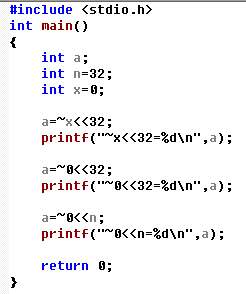 #include <stdio.h>
int main()
{
    int a;
    int n=32;
    int x=0;

    a=~x<<32;
    printf("~x<<32=%d\n",a);

    a=~0<<32;
    printf("~0<<32=%d\n",a);

    a=~0<<n;
    printf("~0<<n=%d\n",a);

    return 0;
}